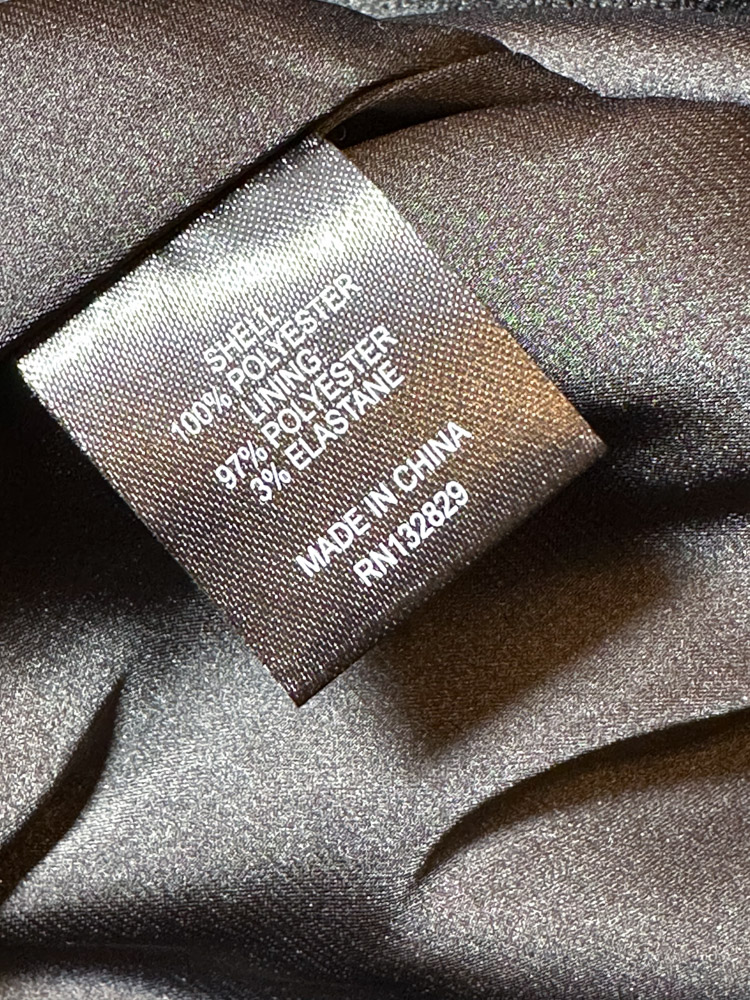 SHELL
100% POLYESTER
LINING
97% POLYESTER
3% ELASTANE
MADE IN CHINA
RN132829